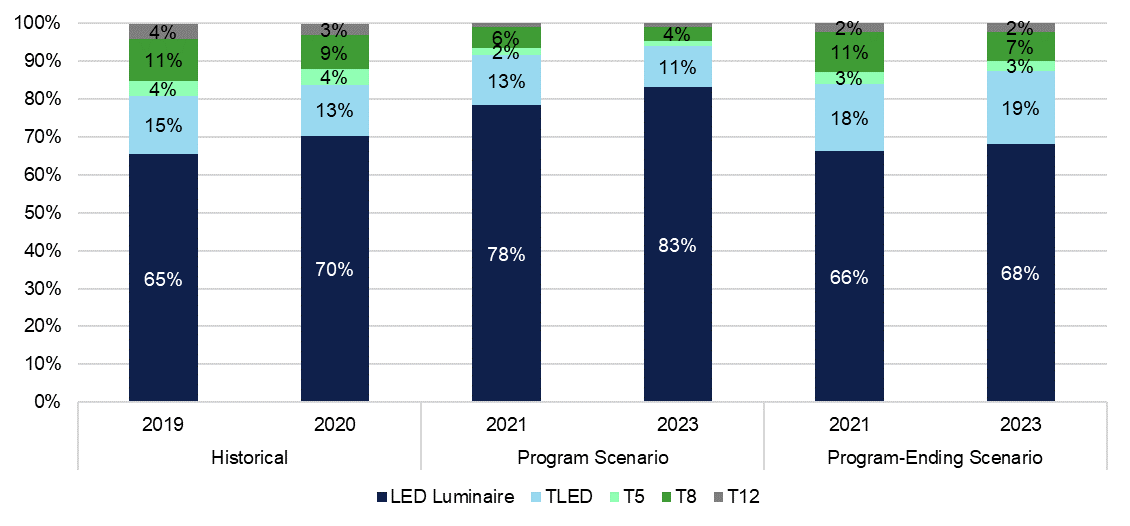 100%
90%
80%
70%
60%
50%
40%
30%
20%
10%
0%
4% 3% 2% 2%
11% 9% 6% 4% 11% 7%
4% 4% 2% 3% 3%
15% 13% 13% 11% 18% 19%
65% 70% 78% 83% 66% 68%
2019 2020 2021 2023 2021 2023
Historical Program Scenario Program-Ending Scenario
LED Luminaire TLED T5 T8 T12